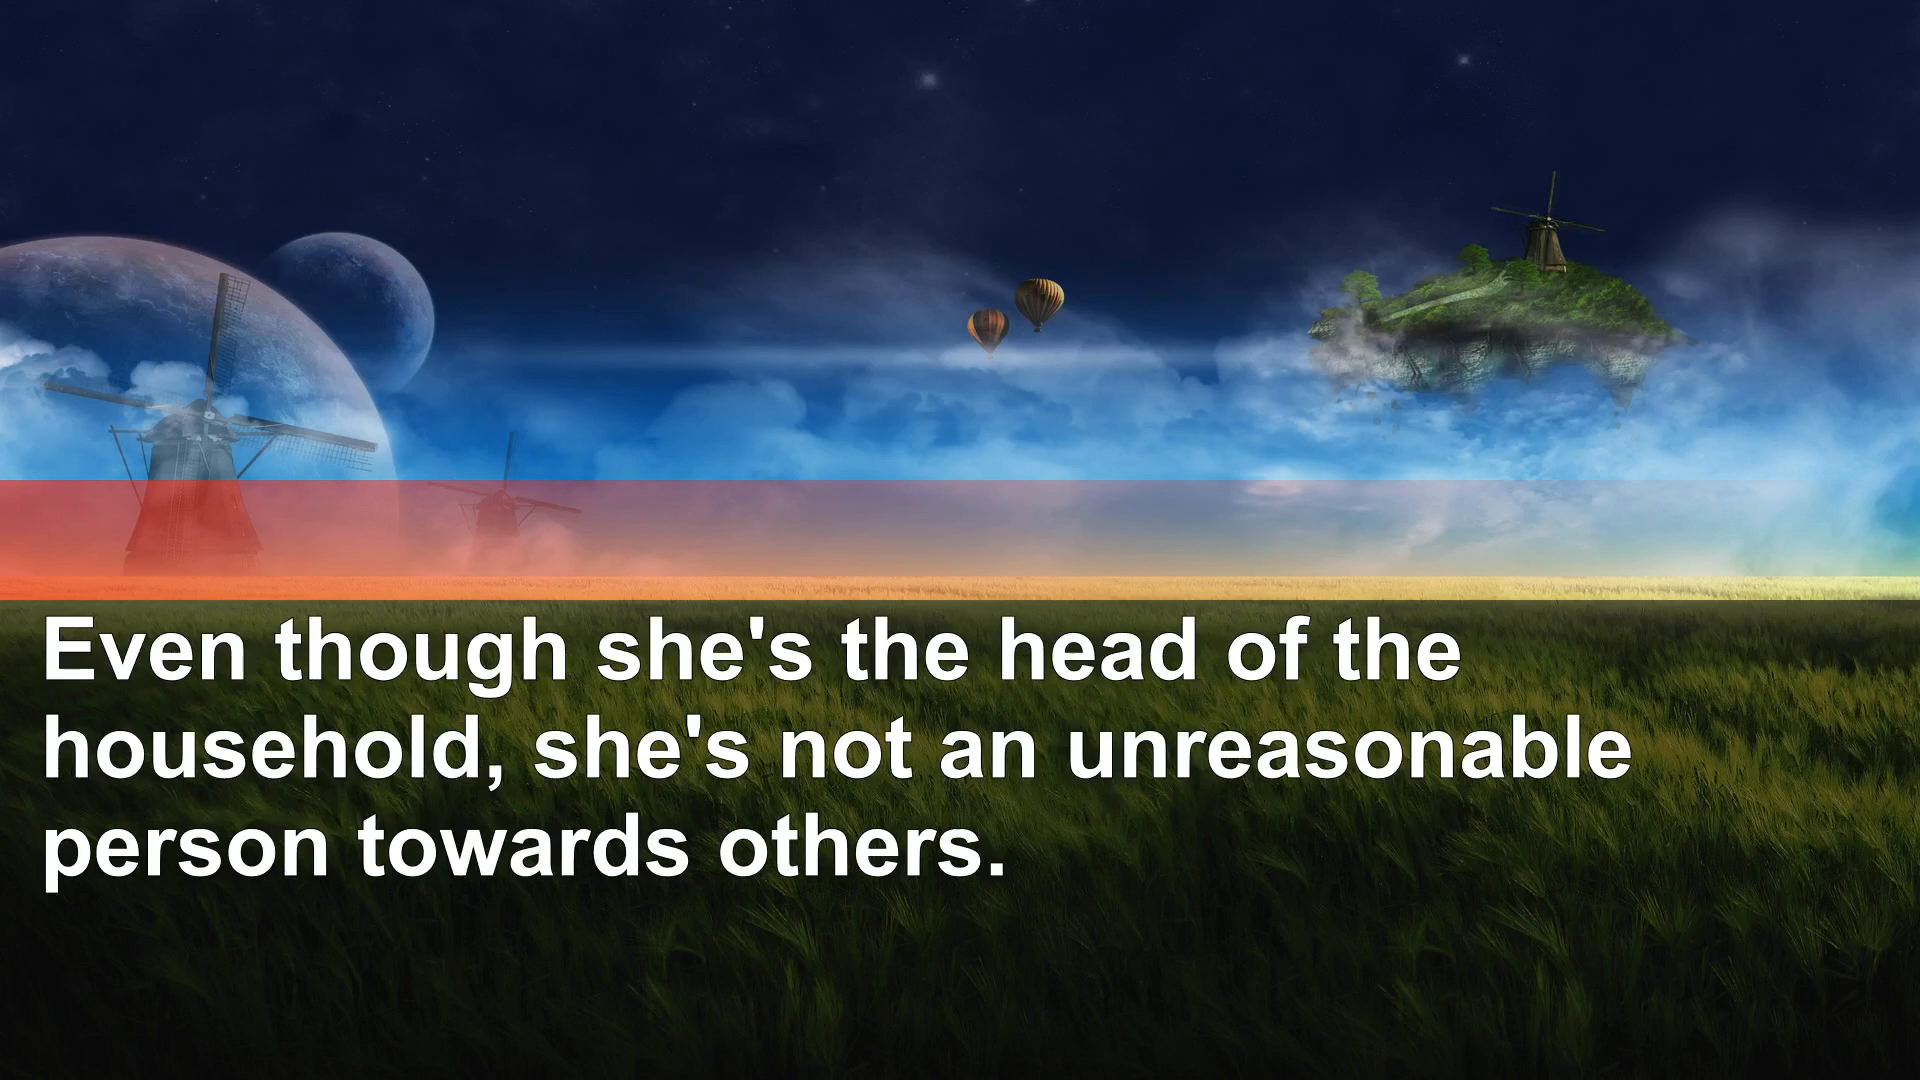 Even though she's the head of the
household, she's not an unreasonable
person towards others.